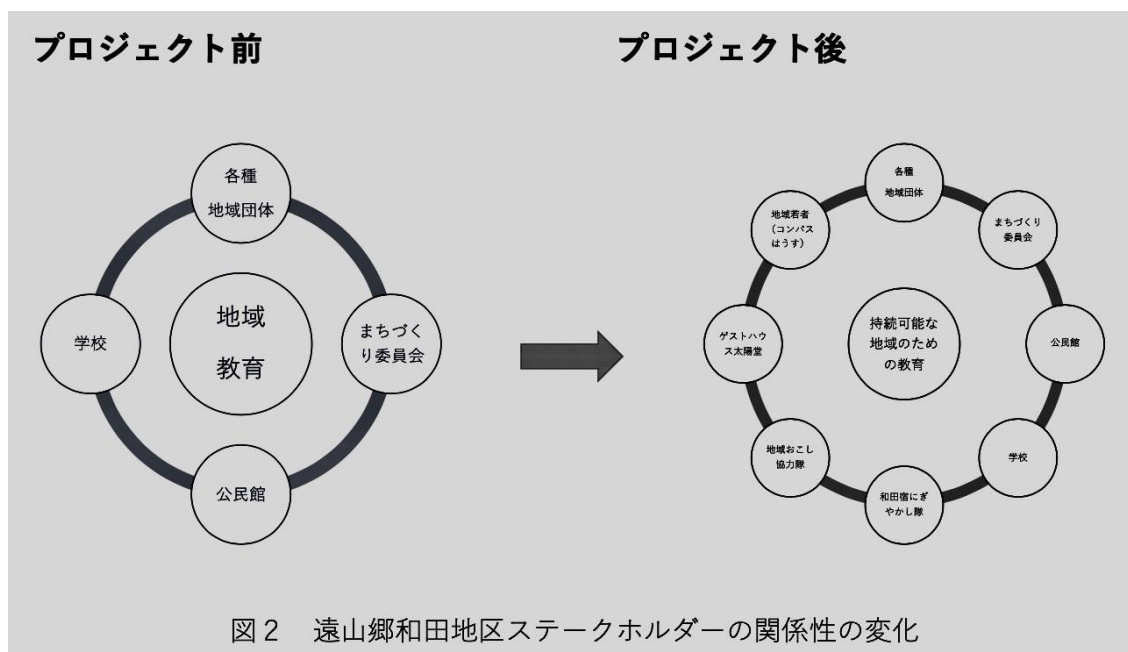 プロジェクト前
プロジェクト後
各種
地域団体
学校
地域
教育
まちづく
り委員会
公民館
各種
地域団体
地域若者
(コンパス
はうす)
まちづくり
委員会
ゲストハウ
ス太陽堂
持続可能な
地域のため
の教育
公民館
地域おこし
協力隊
学校
和田宿にぎ
やかし隊
図2 遠山郷和田地区ステークホルダーの関係性の変化